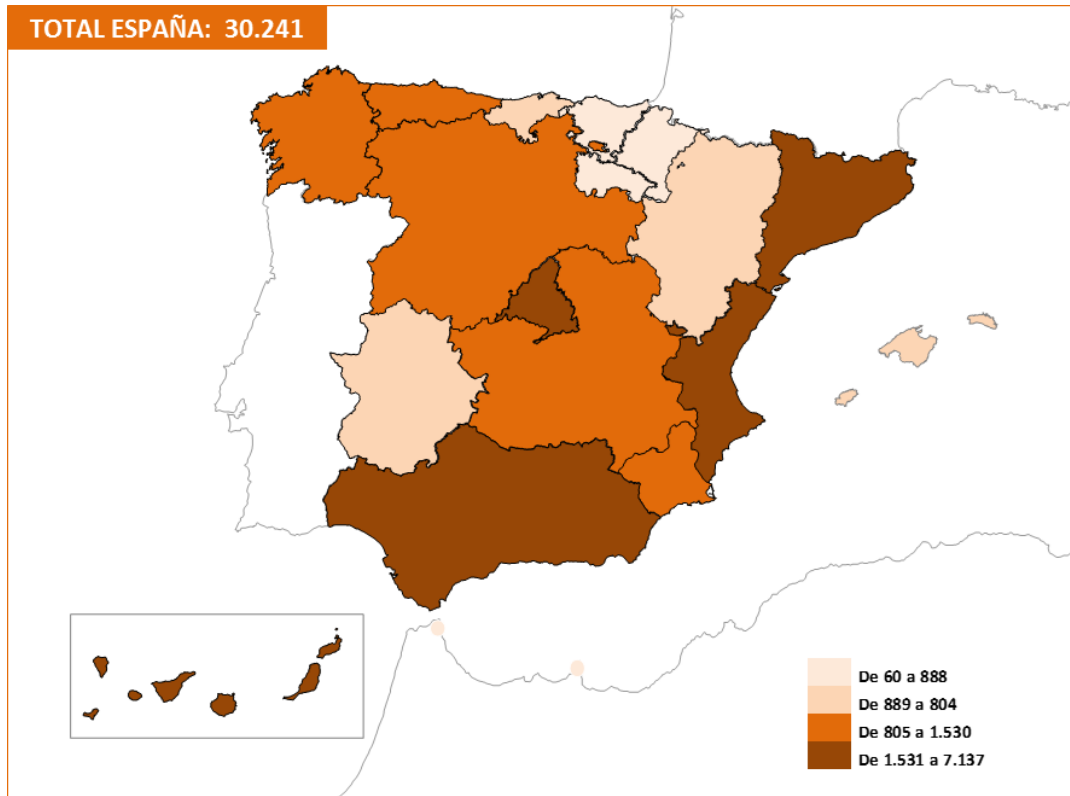 TOTAL ESPAÑA: 30.241
De 60 a 888
De 889 a 804
De 805 a 1.530
De 1.531 a 7.137